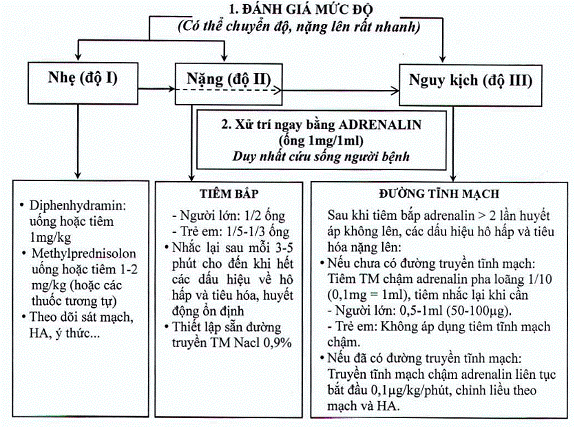 1. ĐÁNH GIÁ MỨC ĐỘ
(Có thể chuyển độ, nặng lên rất nhanh)
Nhẹ (độ I)
Nặng (độ II)
Nguy kịch (độ III)
2. Xử trí ngay bằng ADRENALIN
(ống 1mg/1ml)
Duy nhất cứu sống người bệnh
• Diphenhydramin:
uống hoặc tiêm
1mg/kg
• Methylprednisolon
uống hoặc tiêm 1-2
mg/kg (hoặc các
thuốc tương tự)
• Theo dõi sát mạch,
HA, ý thức...
TIÊM BẮP
- Người lớn: 1/2 ống
- Trẻ em: 1/5-1/3 ống
• Nhắc lại sau mỗi 3-5
phút cho đến khi hết
các dấu hiệu về hô
hấp và tiêu hóa, huyết
động ổn định
• Thiết lập sẵn đường
truyền TM Nacl 0,9%
ĐƯỜNG TĨNH MẠCH
Sau khi tiêm bắp adrenalin > 2 lần huyết
áp không lên, các dấu hiệu hô hấp và tiêu
hóa nặng lên:
• Nếu chưa có đường truyền tĩnh mạch:
Tiêm TM chậm adrenalin pha loãng 1/10
(0,1mg = 1ml), tiêm nhắc lại khi cần
- Người lớn: 0,5-1ml (50-100µg).
- Trẻ em: Không áp dụng tiêm tĩnh mạch
chậm.
• Nếu đã có đường truyền tĩnh mạch:
Truyền tĩnh mạch chậm adrenalin liên tục
bắt đầu 0,1µg/kg/phút, chỉnh liều theo
mạch và HA.